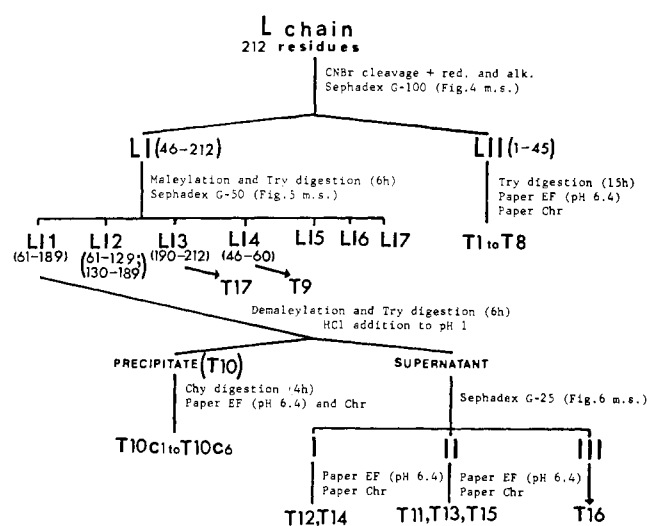 L chain
212 residues
CNBr cleavage + red. and alk.
Sephadex G-100 (Fig.4 m.s.)
LI (46-212)
LII (1-45)
Maleylation and Try digestion (6h)
Sephadex G-50 (Fig.5 m.s.)
Try digestion (15h)
Paper EF (pH 6.4)
Paper Chr
T1 to T8
LI1 LI2 LI3 LI4 LI5 LI6 LI7
(61-189) (61-129; (190-212) (46-60)
130-189)
T17 T9
Demaleylation and Try digestion (6h)
HCl addition to pH 1
PRECIPITATE (T10) SUPERNATANT
Chy digestion (4h)
Paper EF (pH 6.4) and Chr
Sephadex G-25 (Fig.6 m.s.)
T10c1 to T10c6
I II III
Paper EF (pH 6.4) Paper EF (pH 6.4)
Paper Chr Paper Chr
T12,T14 T11,T13,T15 T16